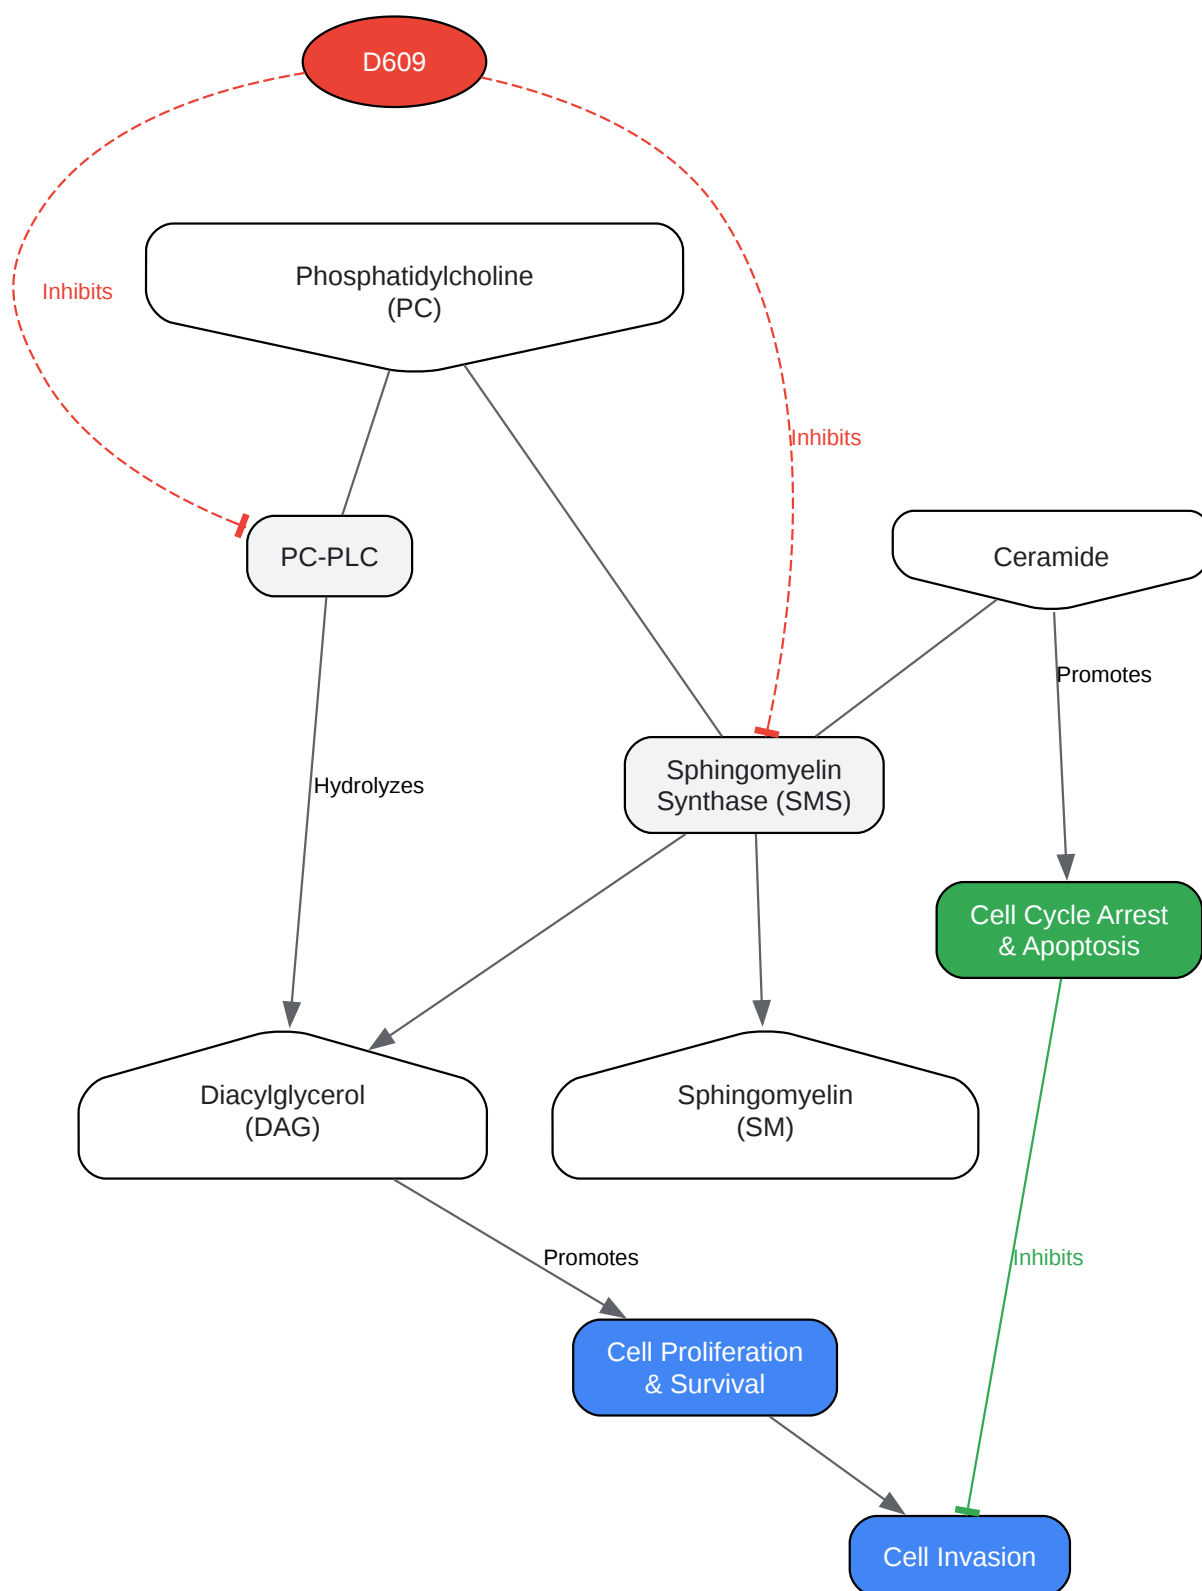 D609
Phosphatidylcholine
(PC)
Inhibits
Inhibits
PC-PLC
Ceramide
Promotes
Sphingomyelin
Synthase (SMS)
Hydrolyzes
Cell Cycle Arrest
& Apoptosis
Diacylglycerol
(DAG)
Sphingomyelin
(SM)
Promotes
Inhibits
Cell Proliferation
& Survival
Cell Invasion